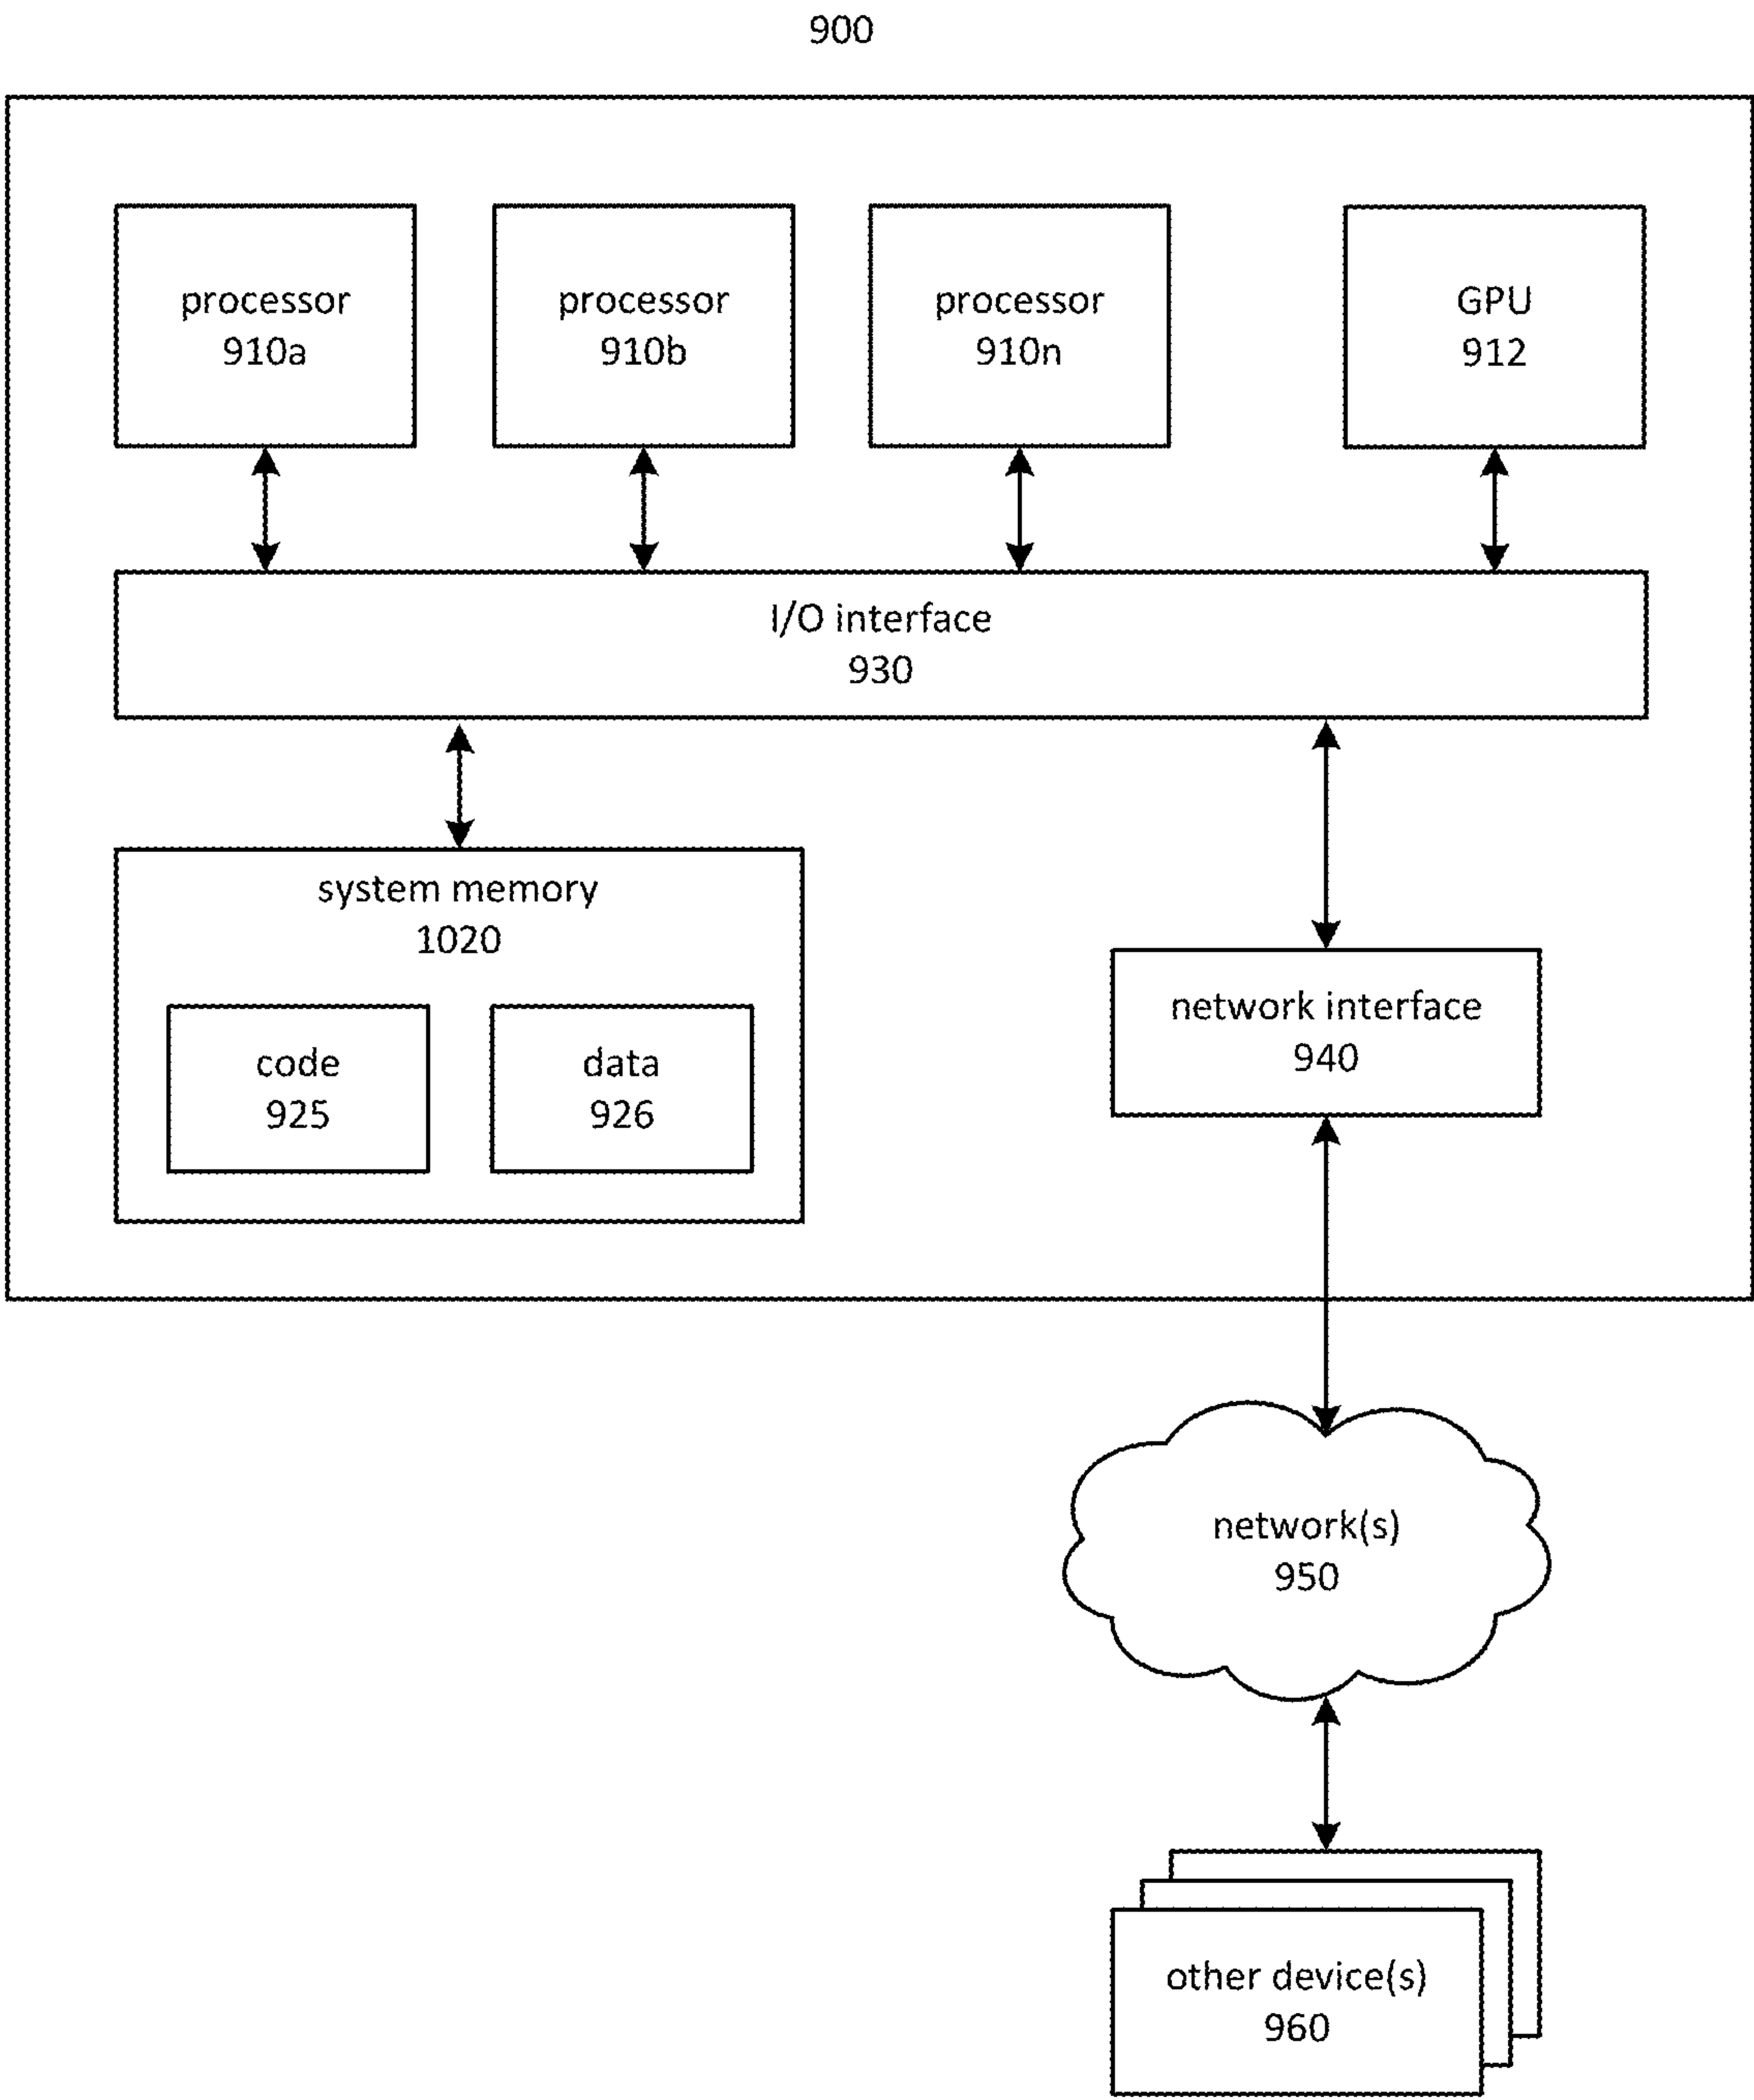 900
processor
910a
processor
910b
processor
910n
GPU
912
I/O interface
930
system memory
1020
code
925
data
926
network interface
940
network(s)
950
other device(s)
960